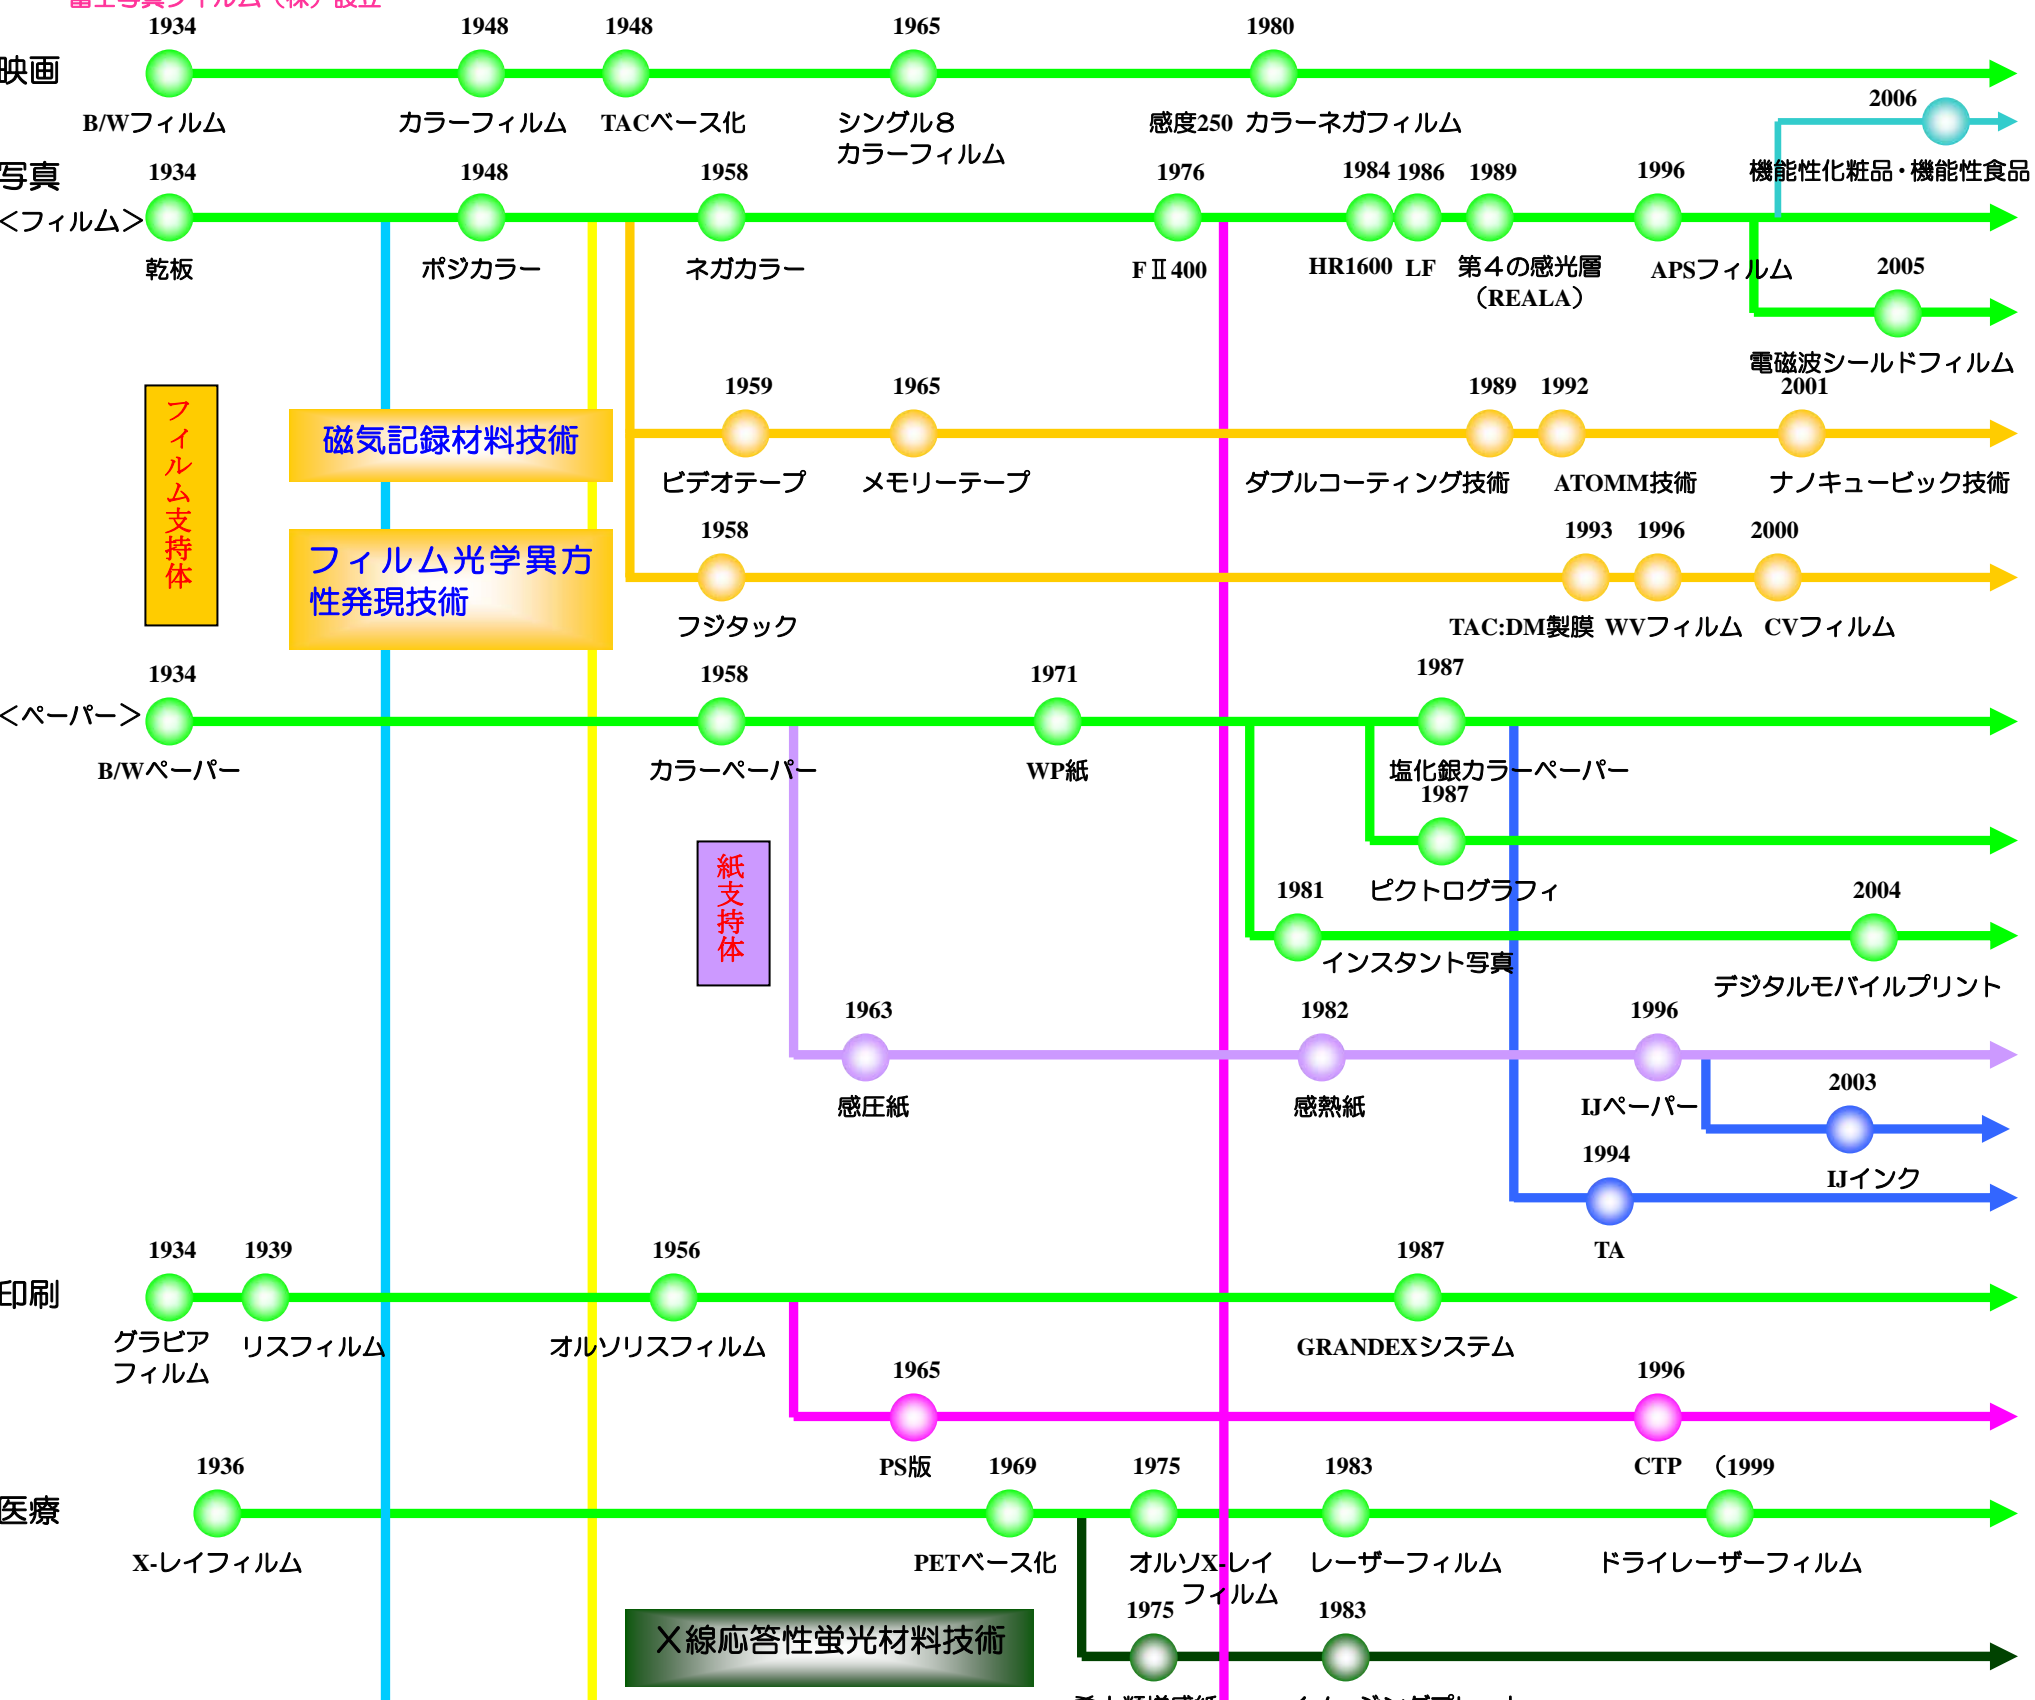 富士写真フイルム（株）設立
1934 1948 1948 1965 1980
映画
B/Wフィルム カラーフィルム TACベース化 シングル８ 感度250 カラーネガフィルム
カラーフィルム
2006
機能性化粧品・機能性食品
写真 1934 1948 1958 1976 1984 1986 1989 1996
＜フィルム＞
乾板 ポジカラー ネガカラー FⅡ400 HR1600 LF 第４の感光層 APSフィルム
（REALA）
2005
電磁波シールドフィルム
フィルム支持体
1959 1965 1989 1992 2001
磁気記録材料技術
ビデオテープ メモリーテープ ダブルコーティング技術 ATOMM技術 ナノキュービック技術
1958 1993 1996 2000
フィルム光学異方
性発現技術
フジタック TAC:DM製膜 WVフィルム CVフィルム
1934 1958 1971 1987
＜ペーパー＞
B/Wペーパー カラーペーパー WP紙 塩化銀カラーペーパー
1987
ピクトログラフィ
紙支持体
1981 2004
インスタント写真
デジタルモバイルプリント
1963 1982 1996
感圧紙 感熱紙 IJペーパー
2003
IJインク
1994
TA
1934 1939 1956 1987
印刷
グラビア リスフィルム オルソリスフィルム GRANDEXシステム
フィルム
1965 1996
PS版 CTP
1936 1969 1975 1983 （1999
医療
X-レイフィルム PETベース化 オルソX-レイ レーザーフィルム ドライレーザーフィルム
フィルム
1975 1983
X線応答性蛍光材料技術